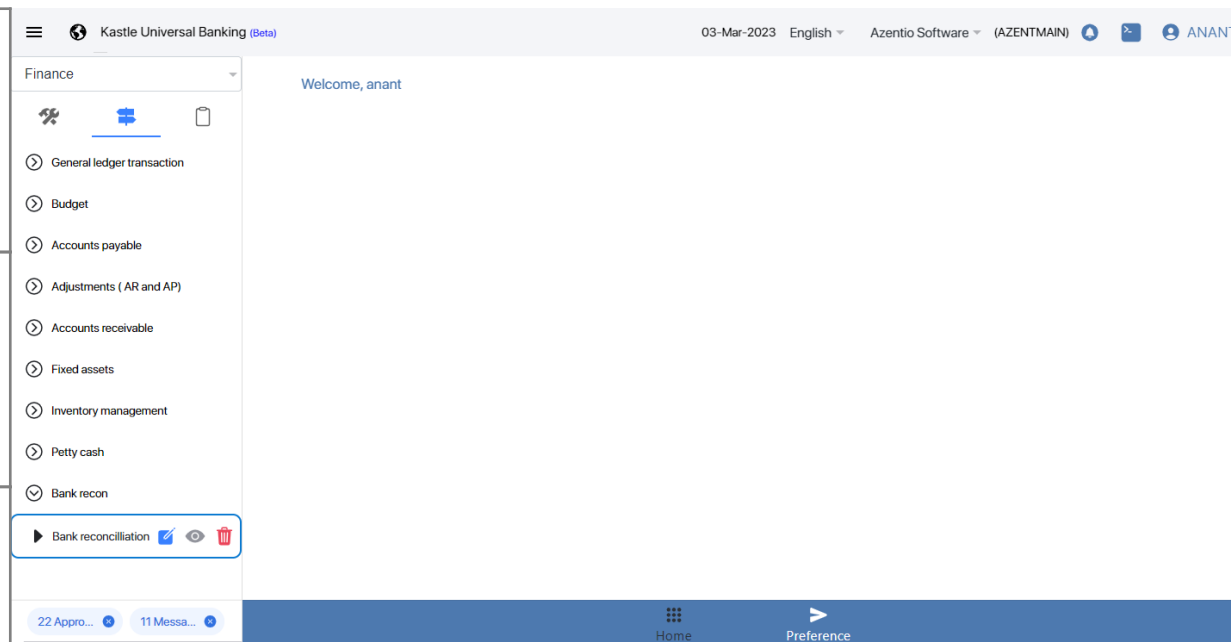 Kastle Universal Banking (Beta)
03-Mar-2023 English Azentio Software (AZENTMAIN) ANANT
Finance
Welcome, anant
General ledger transaction
Budget
Accounts payable
Adjustments ( AR and AP)
Accounts receivable
Fixed assets
Inventory management
Petty cash
Bank recon
Bank reconcilliation
22 Appro... 11 Messa...
Home Preference